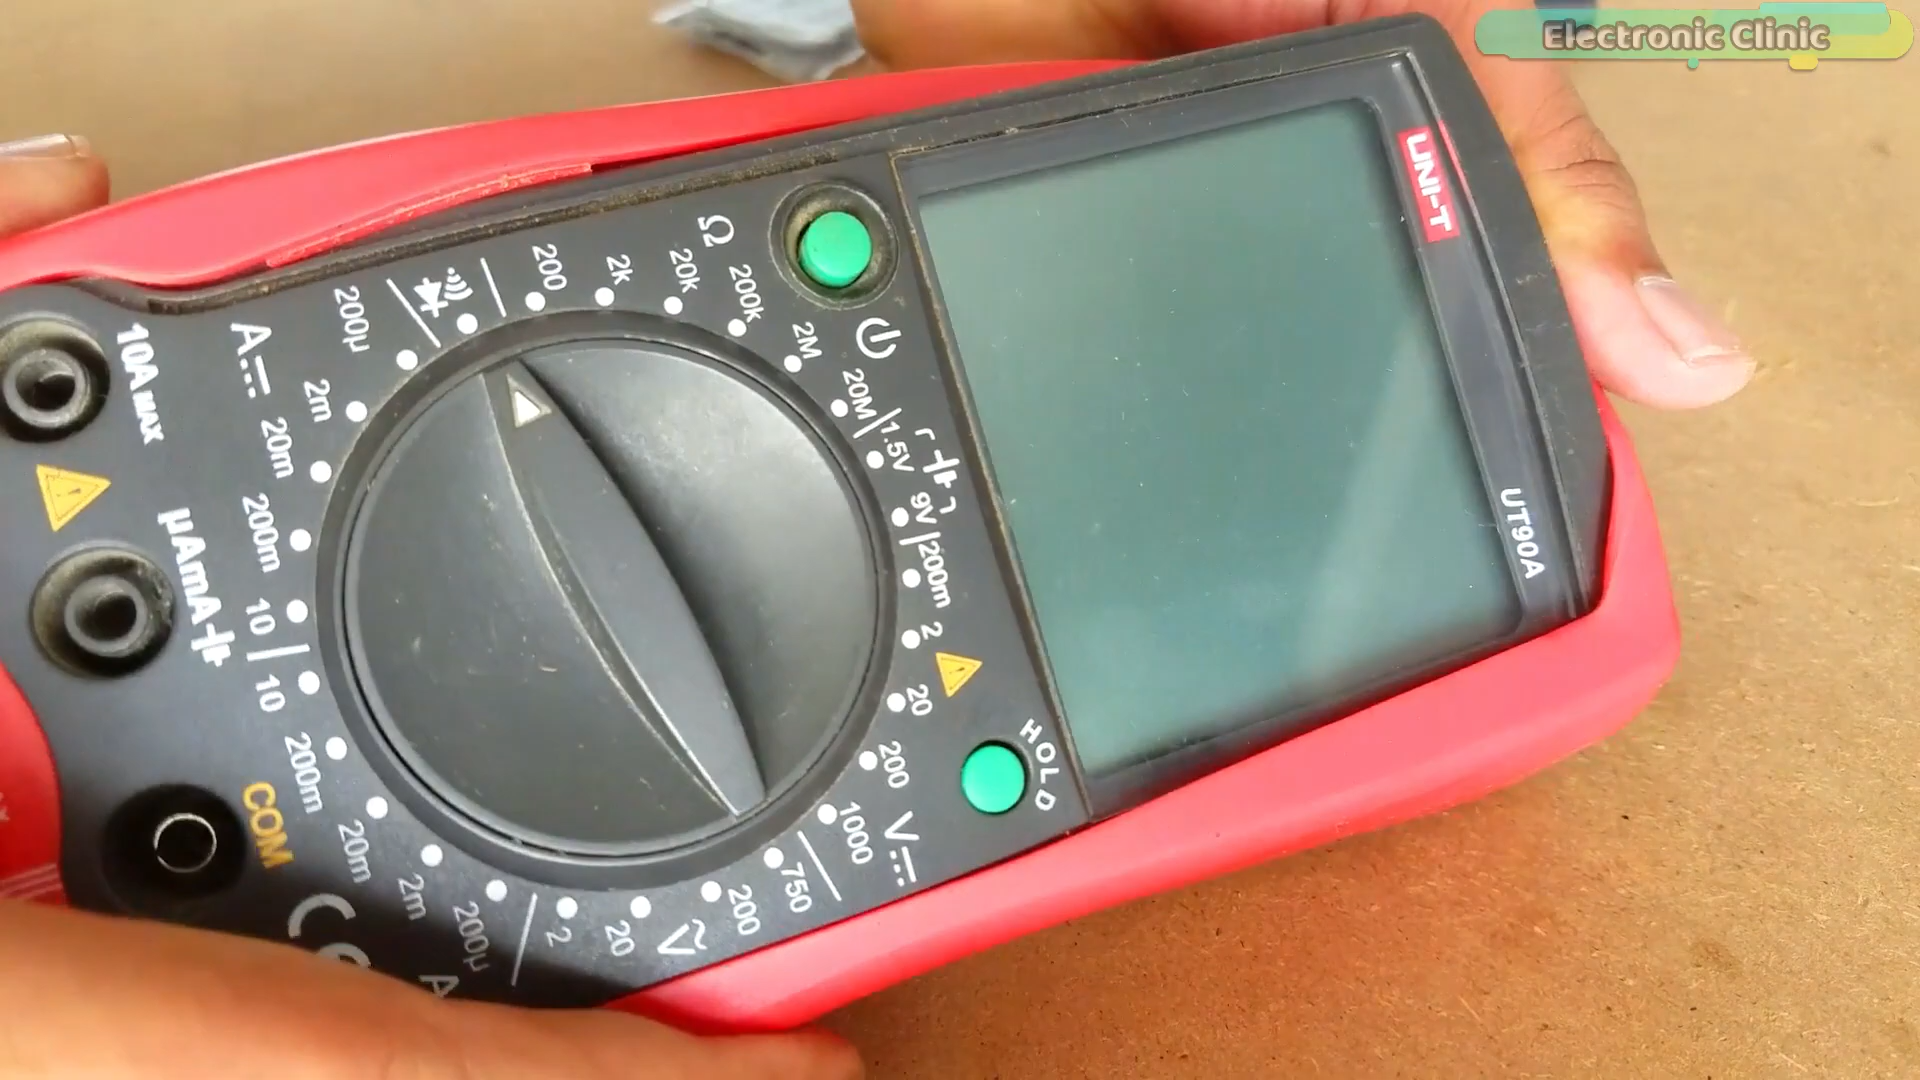 Electronic Clinic
UNI-T
UT90A
HOLD
Ω
200
2k
20k
200k
2M
20M
1.5V
9V
200m
2
20
200
1000
V
750
200
V
20
2
200µ
2m
20m
200m
10
A
10
200m
20m
2m
200µ
A
10A MAX
µAmA
COM
CE